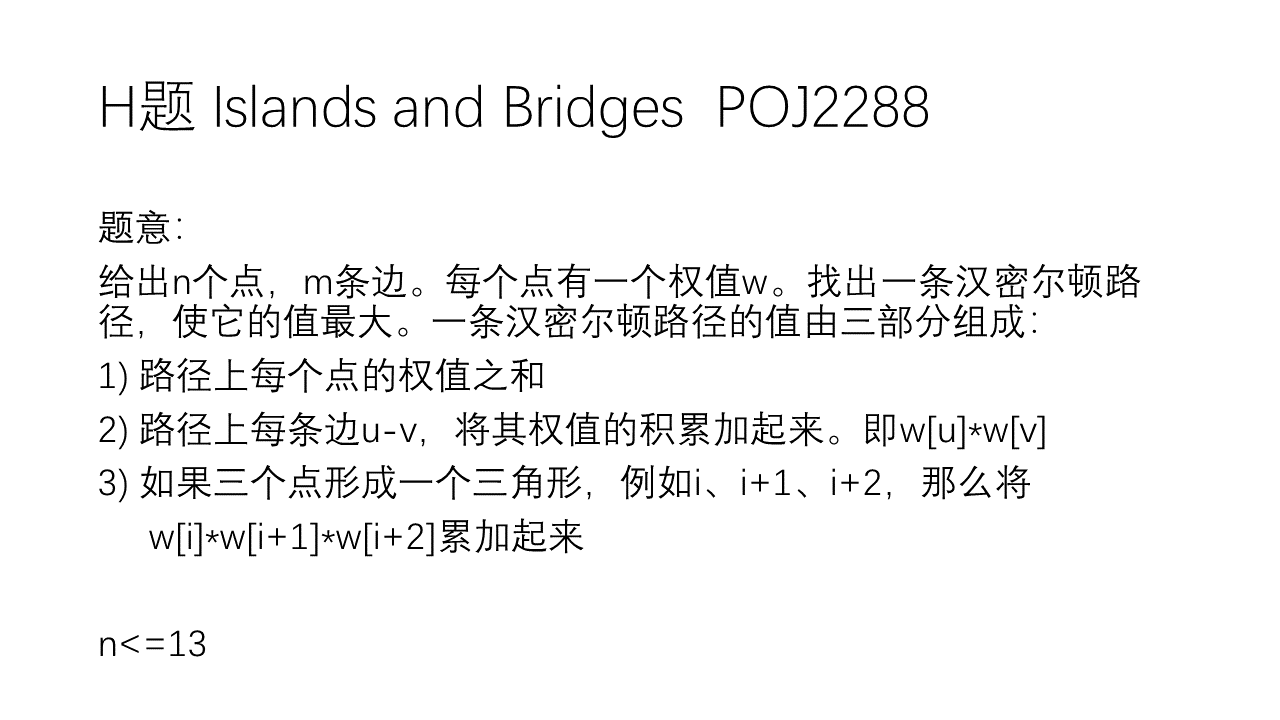 H题 Islands and Bridges  POJ2288
题意：
给出n个点，m条边。每个点有一个权值w。找出一条汉密尔顿路
径，使它的值最大。一条汉密尔顿路径的值由三部分组成：
1) 路径上每个点的权值之和
2) 路径上每条边u-v，将其权值的积累加起来。即w[u]*w[v]
3) 如果三个点形成一个三角形，例如i、i+1、i+2，那么将
w[i]*w[i+1]*w[i+2]累加起来
n<=13